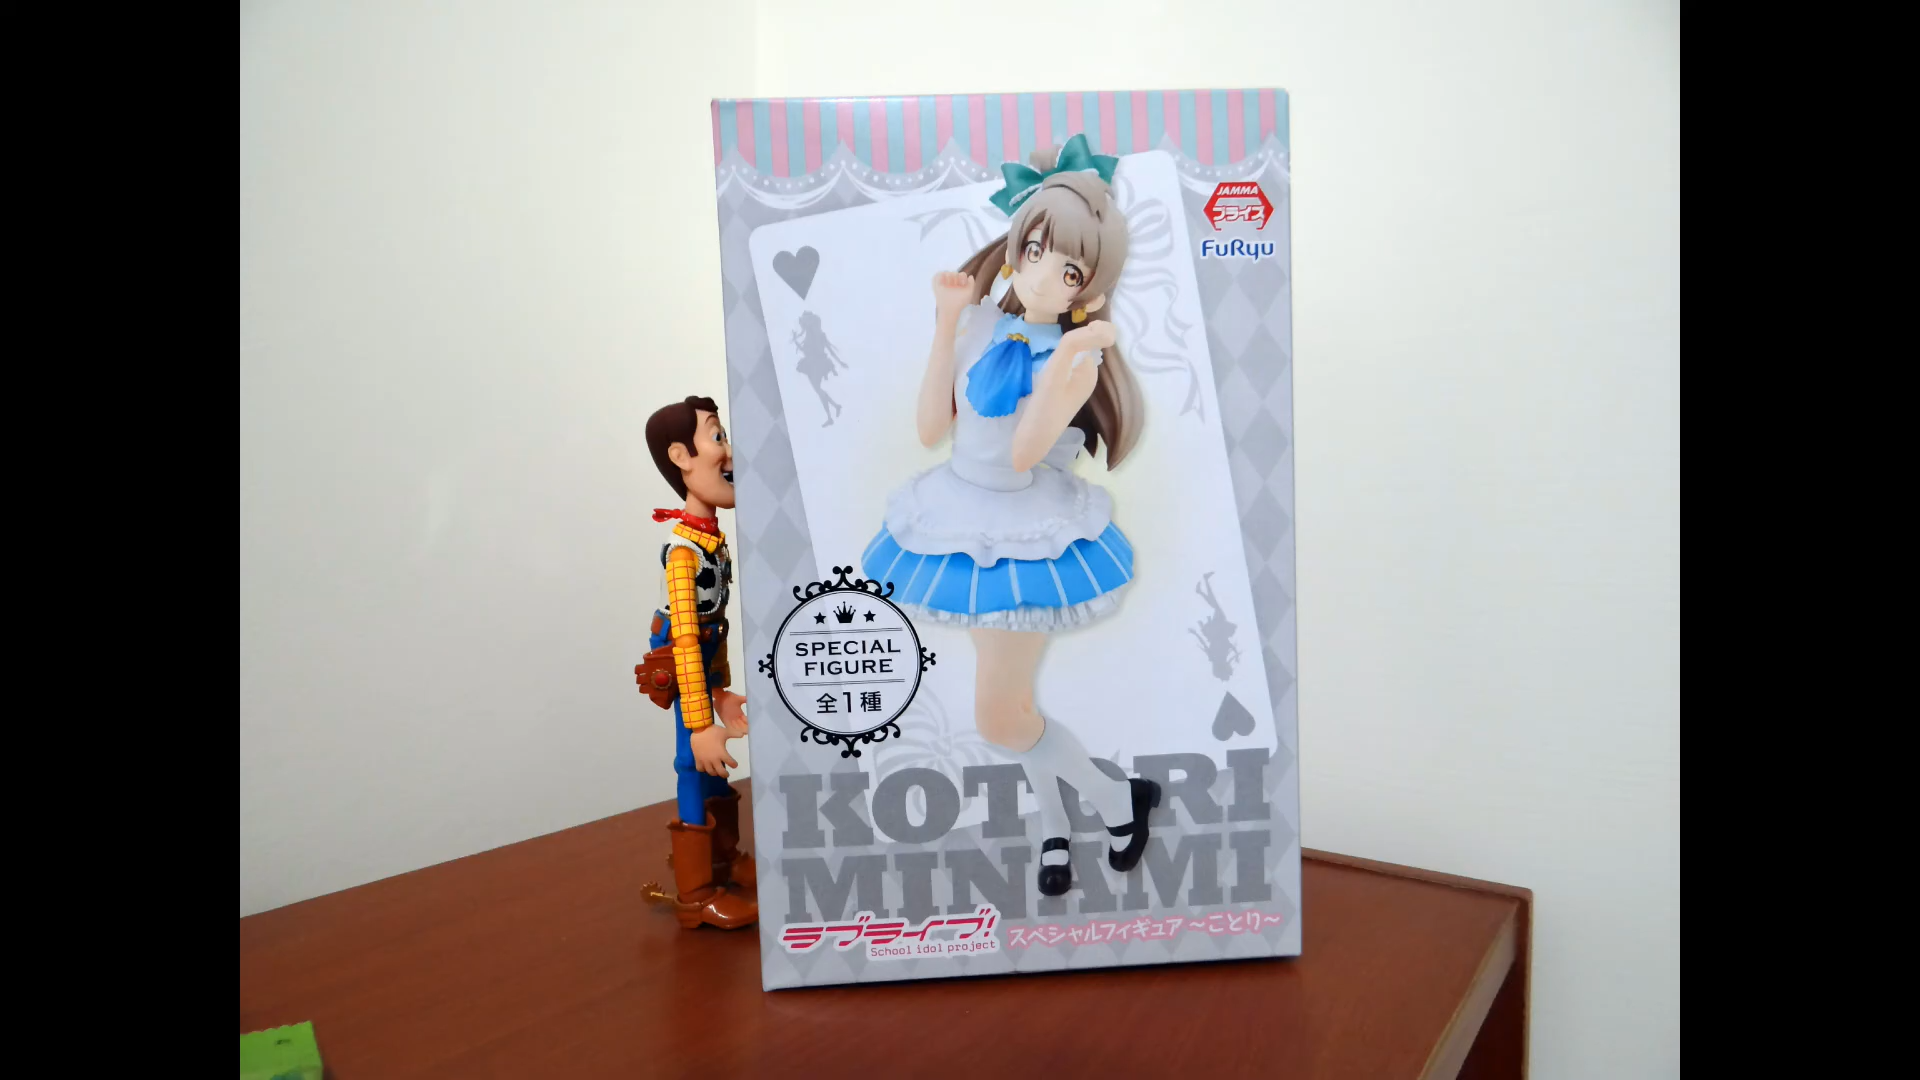 JAMMA
プライズ
FuRyu
SPECIAL
FIGURE
全1種
KOTORI
MINAMI
ラブライブ!
School idol project
スペシャルフィギュア ～ことり～